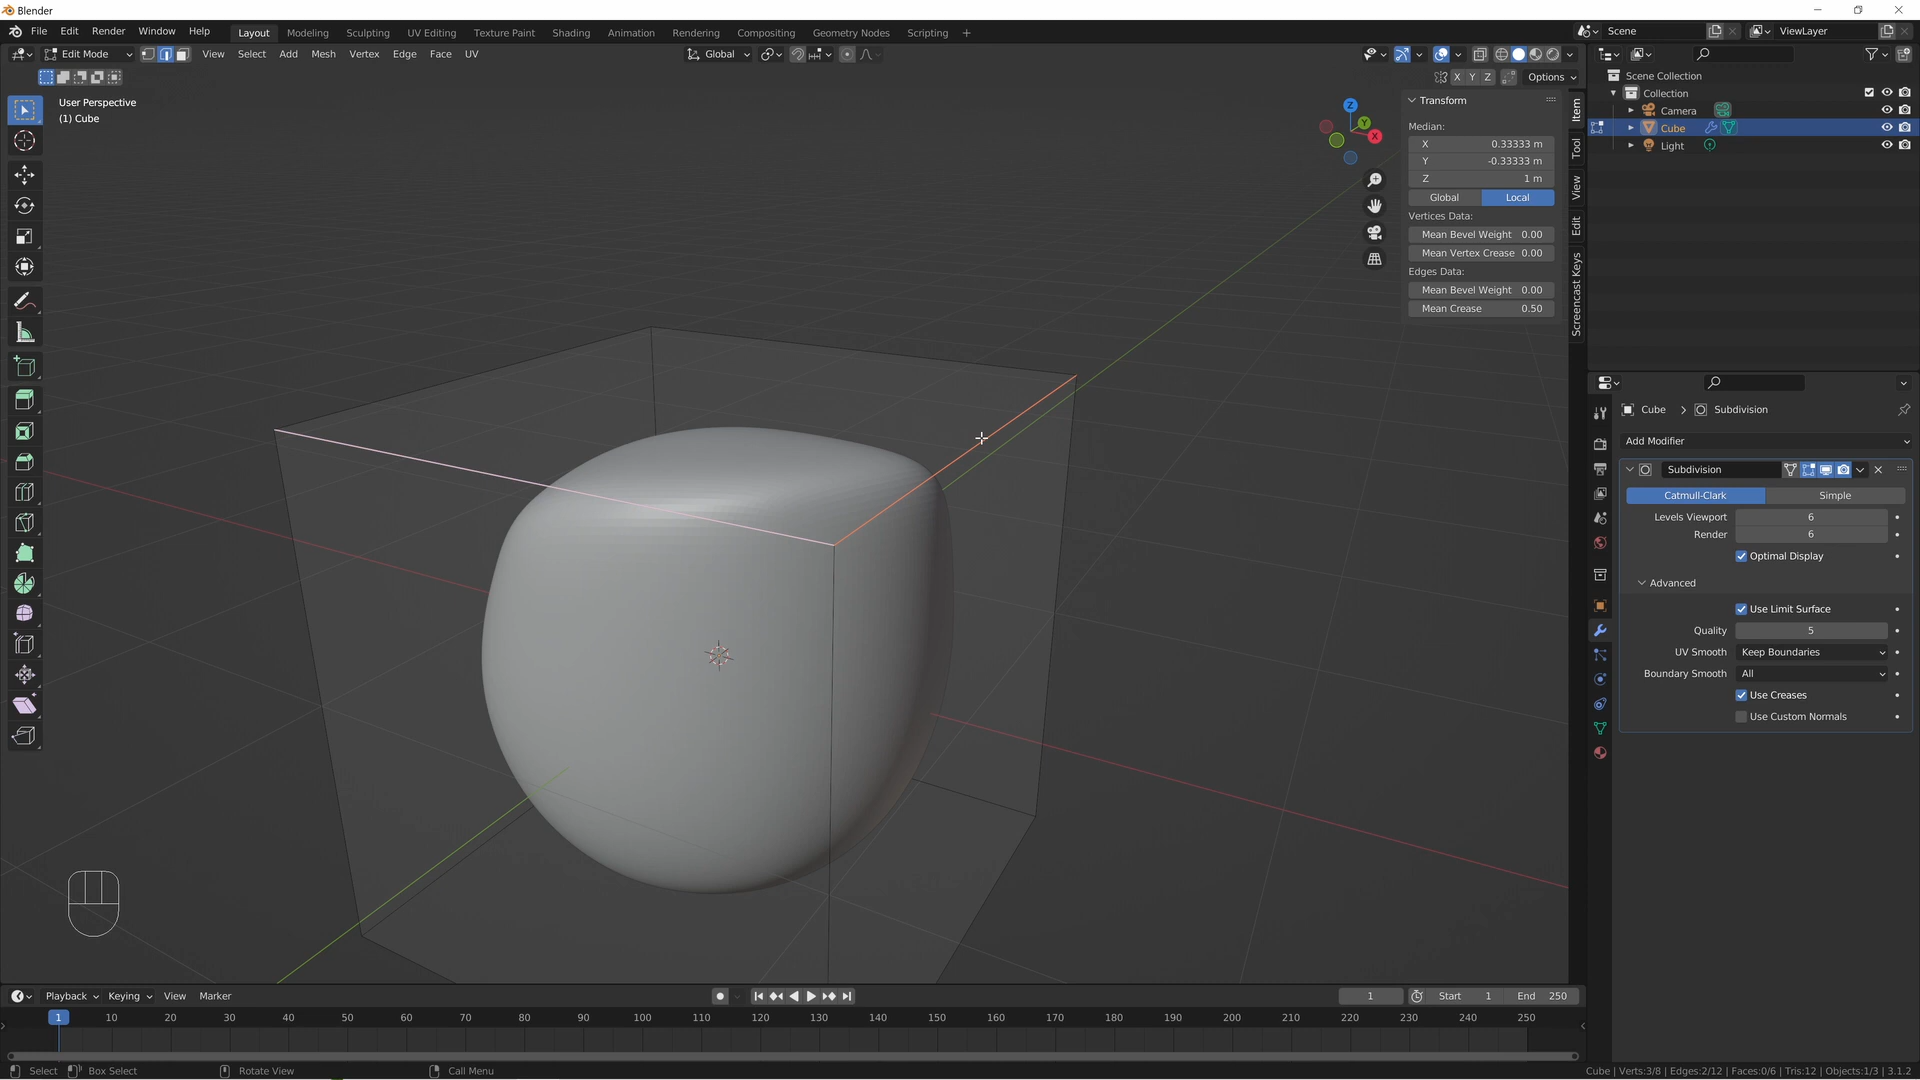 Blender
File Edit Render Window Help Layout Modeling Sculpting UV Editing Texture Paint Shading Animation Rendering Compositing Geometry Nodes Scripting + Scene ViewLayer
Edit Mode View Select Add Mesh Vertex Edge Face UV Global
X Y Z Options
User Perspective
(1) Cube
Z
Y
X
Transform
Median:
X 0.33333 m
Y -0.33333 m
Z 1 m
Global Local
Vertices Data:
Mean Bevel Weight 0.00
Mean Vertex Crease 0.00
Edges Data:
Mean Bevel Weight 0.00
Mean Crease 0.50
Item
Tool
View
Edit
Screencast Keys
Scene Collection
Collection
Camera
Cube
Light
Cube > Subdivision
Add Modifier
Subdivision
Catmull-Clark Simple
Levels Viewport 6
Render 6
Optimal Display
Advanced
Use Limit Surface
Quality 5
UV Smooth Keep Boundaries
Boundary Smooth All
Use Creases
Use Custom Normals
Playback Keying View Marker 1 Start 1 End 250
1 10 20 30 40 50 60 70 80 90 100 110 120 130 140 150 160 170 180 190 200 210 220 230 240 250
Select Box Select Rotate View Call Menu Cube | Verts:3/8 | Edges:2/12 | Faces:0/6 | Tris:12 | Objects:1/3 | 3.1.2